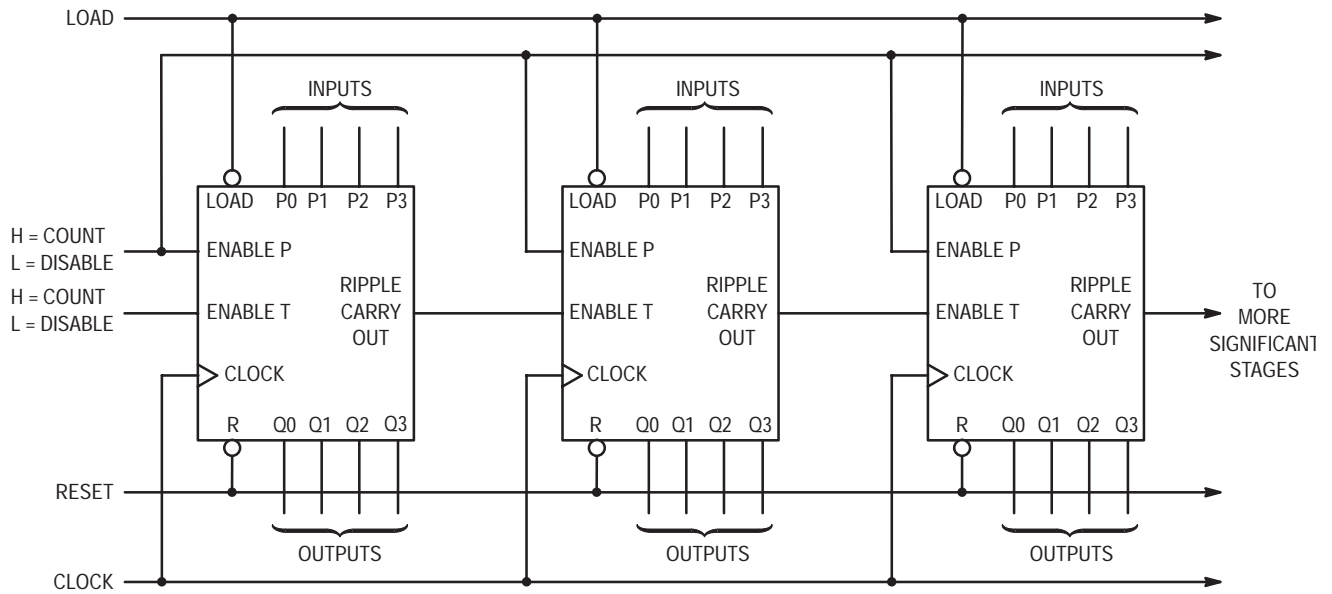 LOAD
INPUTS
INPUTS
INPUTS
LOAD P0 P1 P2 P3
LOAD P0 P1 P2 P3
LOAD P0 P1 P2 P3
H = COUNT
L = DISABLE
ENABLE P
ENABLE P
ENABLE P
H = COUNT
L = DISABLE
ENABLE T
RIPPLE
CARRY
OUT
ENABLE T
RIPPLE
CARRY
OUT
ENABLE T
RIPPLE
CARRY
OUT
TO
MORE
SIGNIFICANT
STAGES
CLOCK
CLOCK
CLOCK
R Q0 Q1 Q2 Q3
R Q0 Q1 Q2 Q3
R Q0 Q1 Q2 Q3
RESET
OUTPUTS
OUTPUTS
OUTPUTS
CLOCK